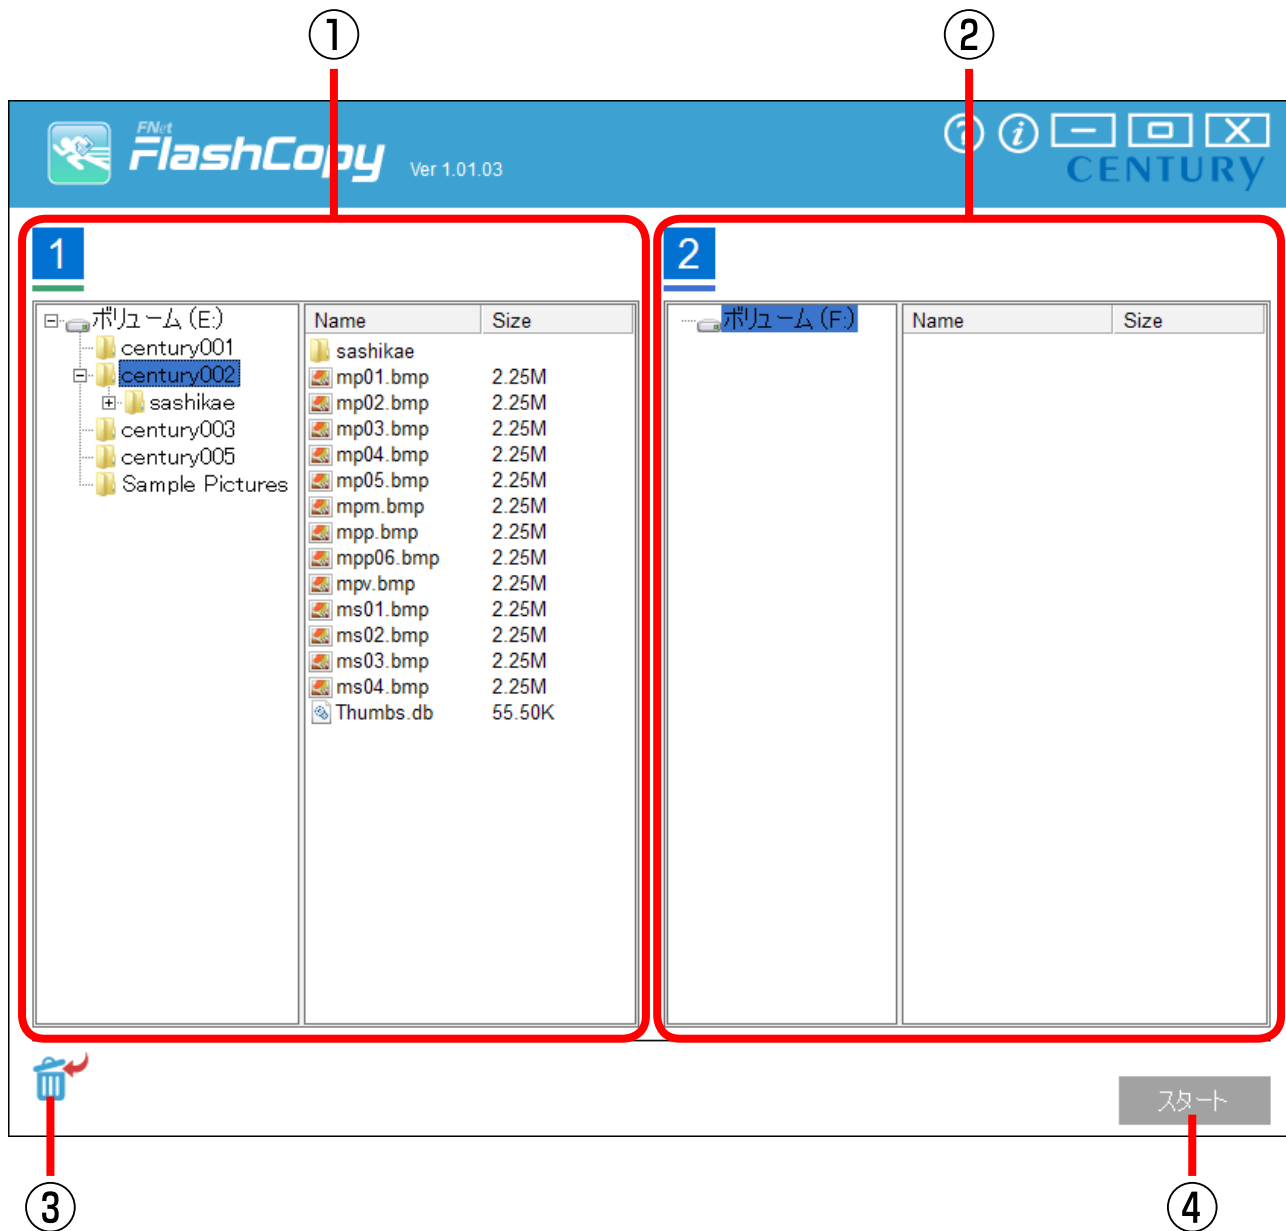 ① ②
FNet
FlashCopy Ver 1.01.03
? i
CENTURY
1
ボリューム (E:)
century001
century002
sashikae
century003
century005
Sample Pictures
Name Size
sashikae
mp01.bmp 2.25M
mp02.bmp 2.25M
mp03.bmp 2.25M
mp04.bmp 2.25M
mp05.bmp 2.25M
mpm.bmp 2.25M
mpp.bmp 2.25M
mpp06.bmp 2.25M
mpv.bmp 2.25M
ms01.bmp 2.25M
ms02.bmp 2.25M
ms03.bmp 2.25M
ms04.bmp 2.25M
Thumbs.db 55.50K
2
ボリューム (F:)
Name Size
スタート
③ ④